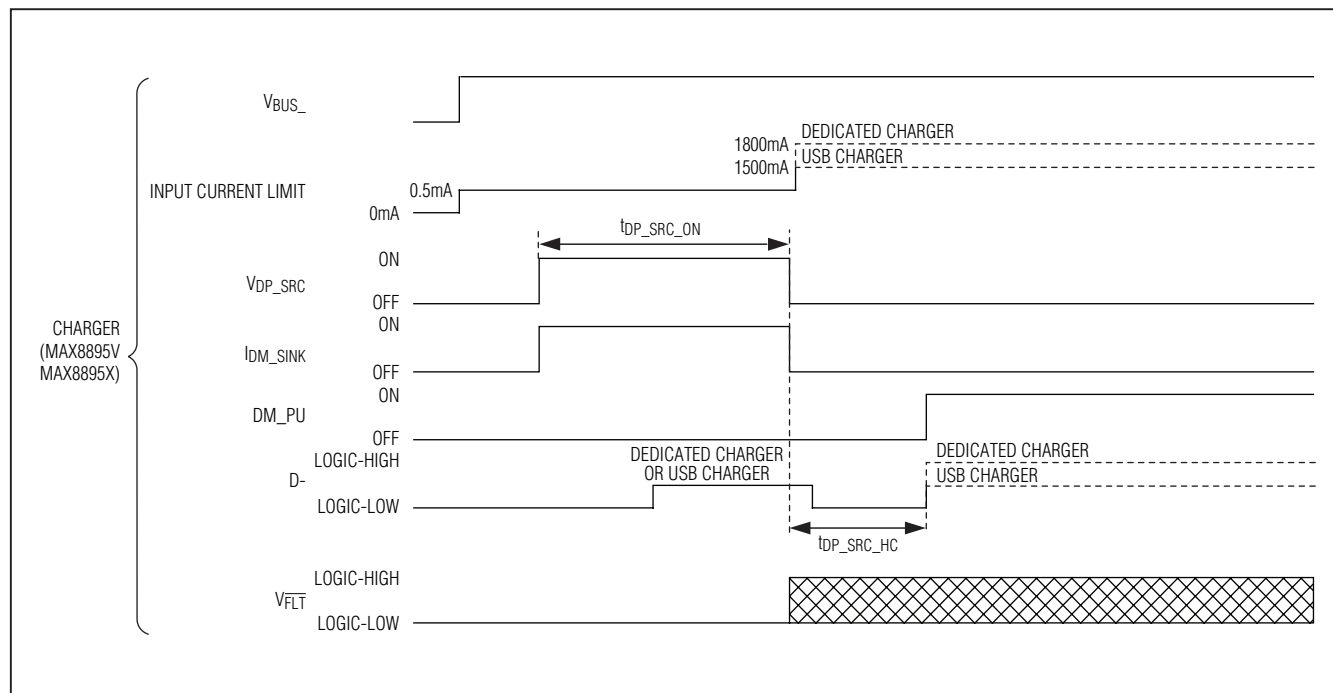 VBUS_
DEDICATED CHARGER
1800mA
USB CHARGER
1500mA
INPUT CURRENT LIMIT
0.5mA
0mA
tDP_SRC_ON
ON
VDP_SRC
OFF
ON
CHARGER
(MAX8895V
MAX8895X)
IDM_SINK
OFF
ON
DM_PU
OFF
DEDICATED CHARGER
OR USB CHARGER
LOGIC-HIGH
DEDICATED CHARGER
D-
USB CHARGER
LOGIC-LOW
tDP_SRC_HC
LOGIC-HIGH
VF̅L̅T̅
LOGIC-LOW